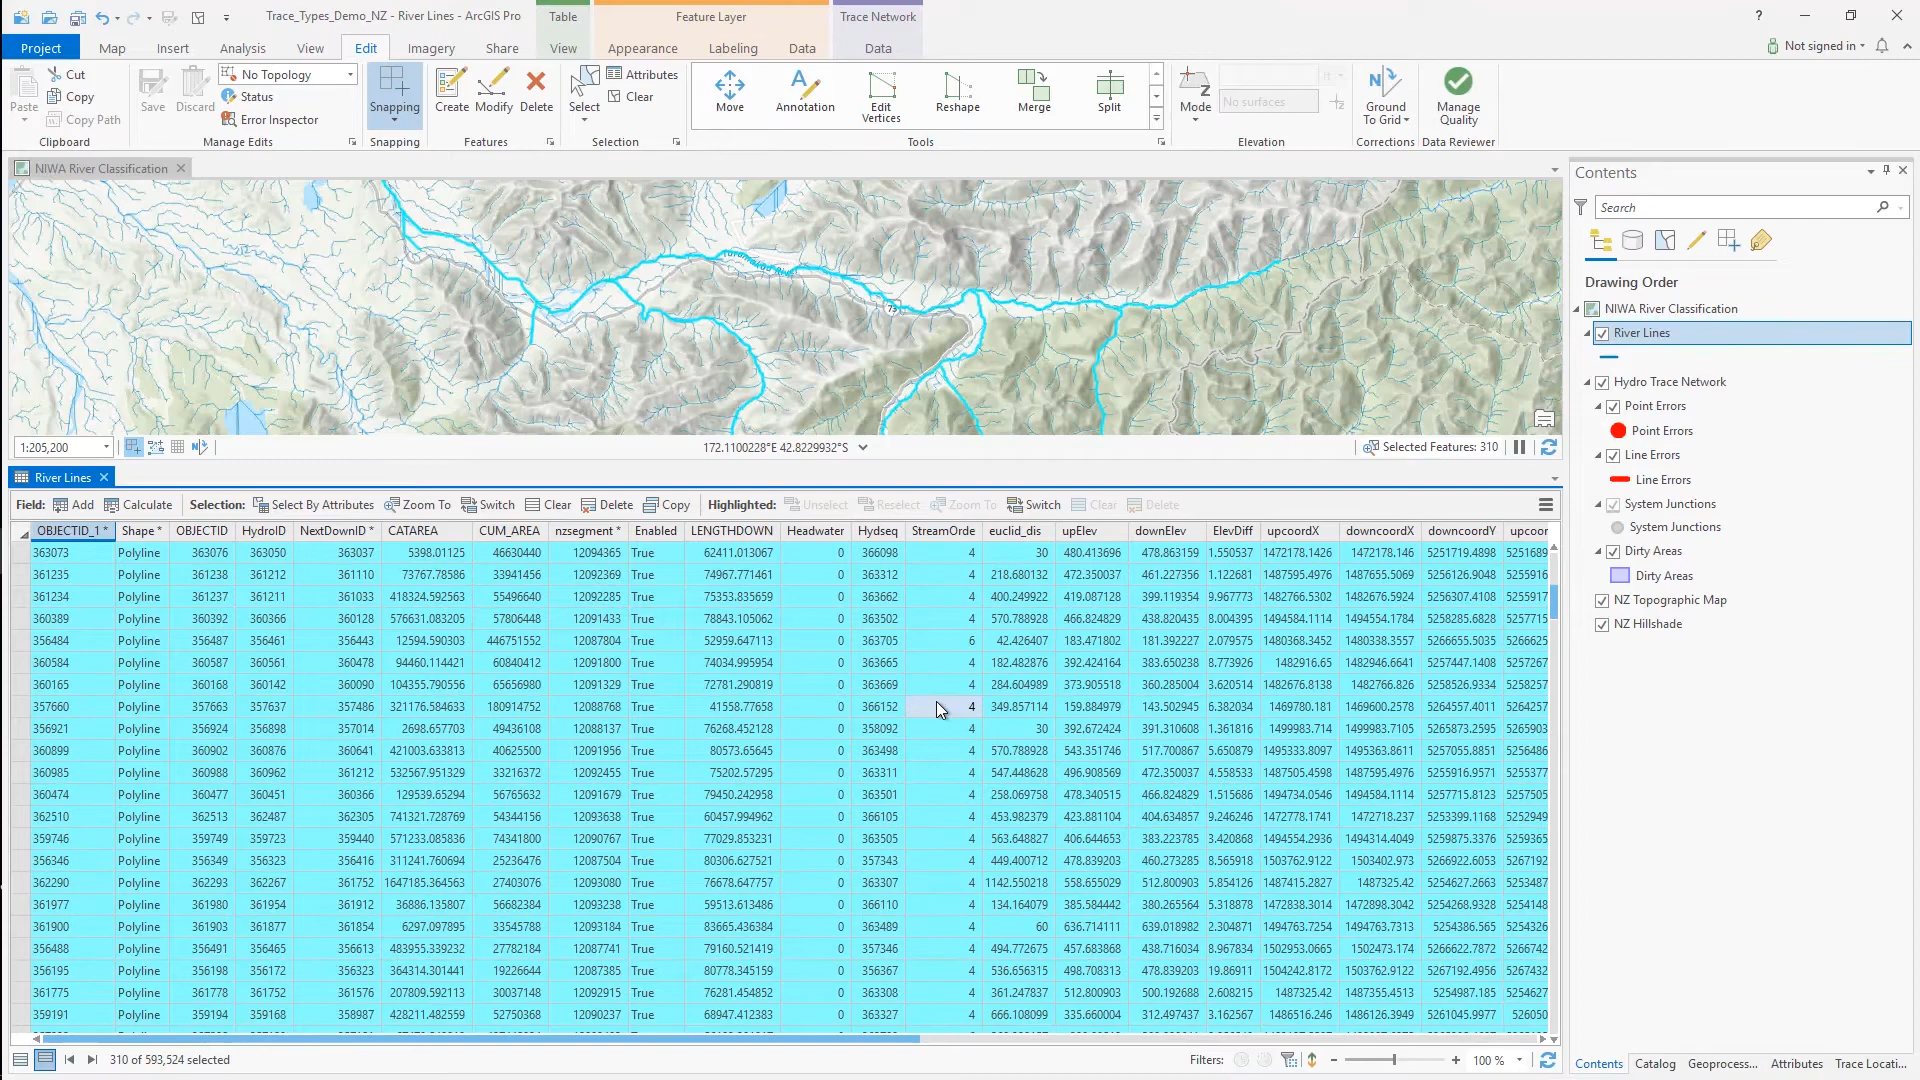 Trace_Types_Demo_NZ - River Lines - ArcGIS Pro
Table
Feature Layer
Trace Network
?
Project Map Insert Analysis View Edit Imagery Share View Appearance Labeling Data Data
Not signed in
Paste
Cut
Copy
Copy Path
Clipboard
Save
Discard
No Topology
Status
Error Inspector
Manage Edits
Snapping
Snapping
Create
Modify
Delete
Features
Select
Attributes
Clear
Selection
Move
Annotation
Edit
Vertices
Reshape
Merge
Split
Tools
Mode
No surfaces
Elevation
Ground
To Grid
Corrections
Manage
Quality
Data Reviewer
NIWA River Classification
73
1:205,200
172.1100228°E 42.8229932°S
Selected Features: 310
River Lines
Field: Add Calculate Selection: Select By Attributes Zoom To Switch Clear Delete Copy Highlighted: Unselect Reselect Zoom To Switch Clear Delete
OBJECTID_1 * Shape * OBJECTID HydroID NextDownID * CATAREA CUM_AREA nzsegment * Enabled LENGTHDOWN Headwater Hydseq StreamOrde euclid_dis upElev downElev ElevDiff upcoordX downcoordX downcoordY upcoor
363073 Polyline 363076 363050 363037 5398.01125 46630440 12094365 True 62411.013067 0 366098 4 30 480.413696 478.863159 1.550537 1472178.1426 1472178.146 5251719.4898 5251689
361235 Polyline 361238 361212 361110 73767.78586 33941456 12092369 True 74967.771461 0 363312 4 218.680132 472.350037 461.227356 1.122681 1487595.4976 1487655.5069 5256126.9048 5255916
361234 Polyline 361237 361211 361033 418324.592563 55496640 12092285 True 75353.835659 0 363662 4 400.249922 419.087128 399.119354 9.967773 1482766.5302 1482676.5924 5256307.4108 5255917
360389 Polyline 360392 360366 360128 576631.083205 57806448 12091433 True 78843.105062 0 363502 4 570.788928 466.824829 438.820435 8.004395 1494584.1114 1494554.1784 5258285.6828 5257715
356484 Polyline 356487 356461 356443 12594.590303 446751552 12087804 True 52959.647113 0 363705 6 42.426407 183.471802 181.392227 2.079575 1480368.3452 1480338.3557 5266655.5035 5266625
360584 Polyline 360587 360561 360478 94460.114421 60840412 12091800 True 74034.995954 0 363665 4 182.482876 392.424164 383.650238 8.773926 1482916.65 1482946.6641 5257447.1408 5257267
360165 Polyline 360168 360142 360090 104355.790556 65656980 12091329 True 72781.290819 0 363669 4 284.604989 373.905518 360.285004 3.620514 1482676.8138 1482766.826 5258526.9334 5258257
357660 Polyline 357663 357637 357486 321176.584633 180914752 12088768 True 41558.77658 0 366152 4 349.857114 159.884979 143.502945 6.382034 1469780.181 1469600.2578 5264557.4011 5264257
356921 Polyline 356924 356898 357014 2698.657703 49436108 12088137 True 76268.452128 0 358092 4 30 392.672424 391.310608 1.361816 1499983.714 1499983.7105 5265873.2595 5265903
360899 Polyline 360902 360876 360641 421003.633813 40625500 12091956 True 80573.65645 0 363498 4 570.788928 543.351746 517.700867 5.650879 1495333.8097 1495363.8611 5257055.8851 5256486
360985 Polyline 360988 360962 361212 532567.951329 33216372 12092455 True 75202.57295 0 363311 4 547.448628 496.908569 472.350037 4.558533 1487505.4598 1487595.4976 5255916.9571 5255377
360474 Polyline 360477 360451 360366 129539.65294 56765632 12091679 True 79450.242958 0 363501 4 258.069758 478.340515 466.824829 1.515686 1494734.0546 1494584.1114 5257715.8123 5257505
362510 Polyline 362513 362487 362305 741321.728769 54344156 12093638 True 60457.994962 0 366105 4 453.982379 423.881104 404.634857 9.246246 1472778.1741 1472718.237 5253399.1168 5252949
359746 Polyline 359749 359723 359440 571233.085836 74341800 12090767 True 77029.853231 0 363505 4 563.648827 406.644653 383.223785 3.420868 1494554.2936 1494314.4049 5259875.3376 5259365
356346 Polyline 356349 356323 356416 311241.760694 25236476 12087504 True 80306.627521 0 357343 4 449.400712 478.839203 460.273285 8.565918 1503762.9122 1503402.973 5266922.6053 5267192
362290 Polyline 362293 362267 361752 1647185.364563 27403076 12093080 True 76678.647757 0 363307 4 1142.550218 558.655029 512.800903 5.854126 1487415.2827 1487325.42 5254627.2663 5253487
361977 Polyline 361980 361954 361912 36886.135807 56682384 12093238 True 59513.613486 0 366110 4 134.164079 385.584442 380.265564 5.318878 1472838.3014 1472898.3042 5254268.9328 5254148
361900 Polyline 361903 361877 361854 6297.097895 33545788 12093184 True 83665.436384 0 363489 4 60 636.714111 639.018982 2.304871 1494763.7254 1494763.7313 5254386.565 5254326
356488 Polyline 356491 356465 356613 483955.339232 27782184 12087741 True 79160.521419 0 357346 4 494.772675 457.683868 438.716034 8.967834 1502953.0665 1502473.174 5266622.7872 5266742
356195 Polyline 356198 356172 356323 364314.301441 19226644 12087385 True 80778.345159 0 356367 4 536.656315 498.708313 478.839203 19.86911 1504242.8172 1503762.9122 5267192.4956 5267432
361775 Polyline 361778 361752 361576 207809.592113 30037148 12092915 True 76281.454852 0 363308 4 361.247837 512.800903 500.192688 2.608215 1487325.42 1487355.4513 5254987.185 5254627
359191 Polyline 359194 359168 358987 428211.482559 52750368 12090237 True 68947.412383 0 363327 4 666.108099 335.660004 312.497437 3.162567 1486516.246 1486126.3949 5261045.9977 526050
310 of 593,524 selected
Filters:
100 %
Contents
Search
Drawing Order
NIWA River Classification
River Lines
Hydro Trace Network
Point Errors
Point Errors
Line Errors
Line Errors
System Junctions
System Junctions
Dirty Areas
Dirty Areas
NZ Topographic Map
NZ Hillshade
Contents Catalog Geoprocess... Attributes Trace Locati...